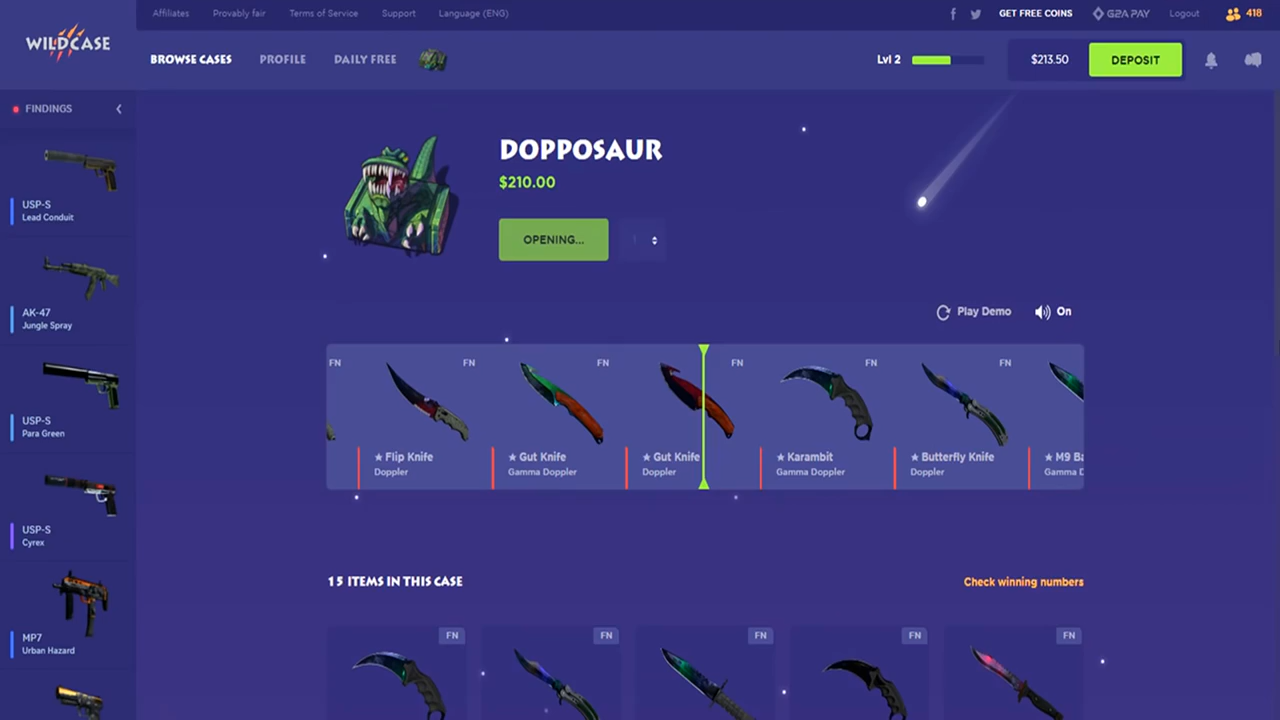 Affiliates
Provably fair
Terms of Service
Support
Language (ENG)
GET FREE COINS
G2A PAY
Logout
418
WILDCASE
BROWSE CASES
PROFILE
DAILY FREE
Lvl 2
$213.50
DEPOSIT
FINDINGS
USP-S
Lead Conduit
AK-47
Jungle Spray
USP-S
Para Green
USP-S
Cyrex
MP7
Urban Hazard
DOPPOSAUR
$210.00
OPENING...
1
Play Demo
On
FN
FN
FN
FN
FN
FN
★ Flip Knife
Doppler
★ Gut Knife
Gamma Doppler
★ Gut Knife
Doppler
★ Karambit
Gamma Doppler
★ Butterfly Knife
Doppler
★ M9 Ba
Gamma D
15 ITEMS IN THIS CASE
Check winning numbers
FN
FN
FN
FN
FN